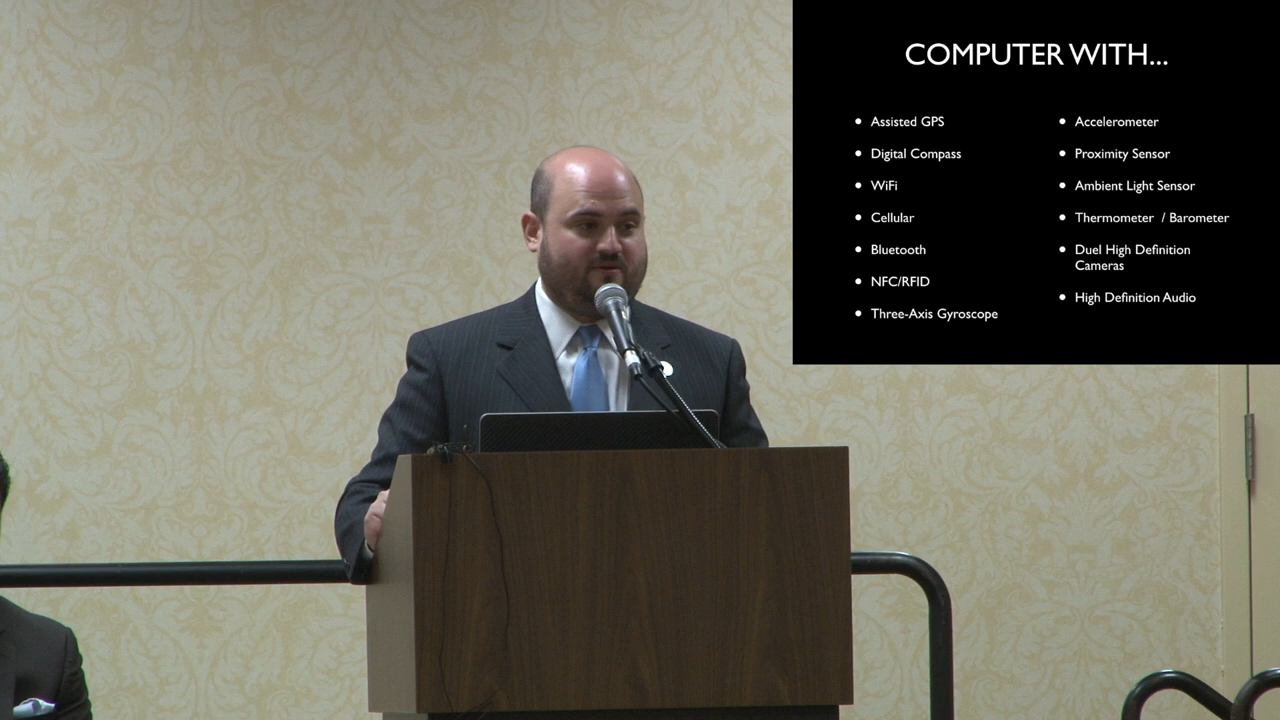 COMPUTER WITH...
• Assisted GPS
• Digital Compass
• WiFi
• Cellular
• Bluetooth
• NFC/RFID
• Three-Axis Gyroscope
• Accelerometer
• Proximity Sensor
• Ambient Light Sensor
• Thermometer / Barometer
• Duel High Definition
Cameras
• High Definition Audio